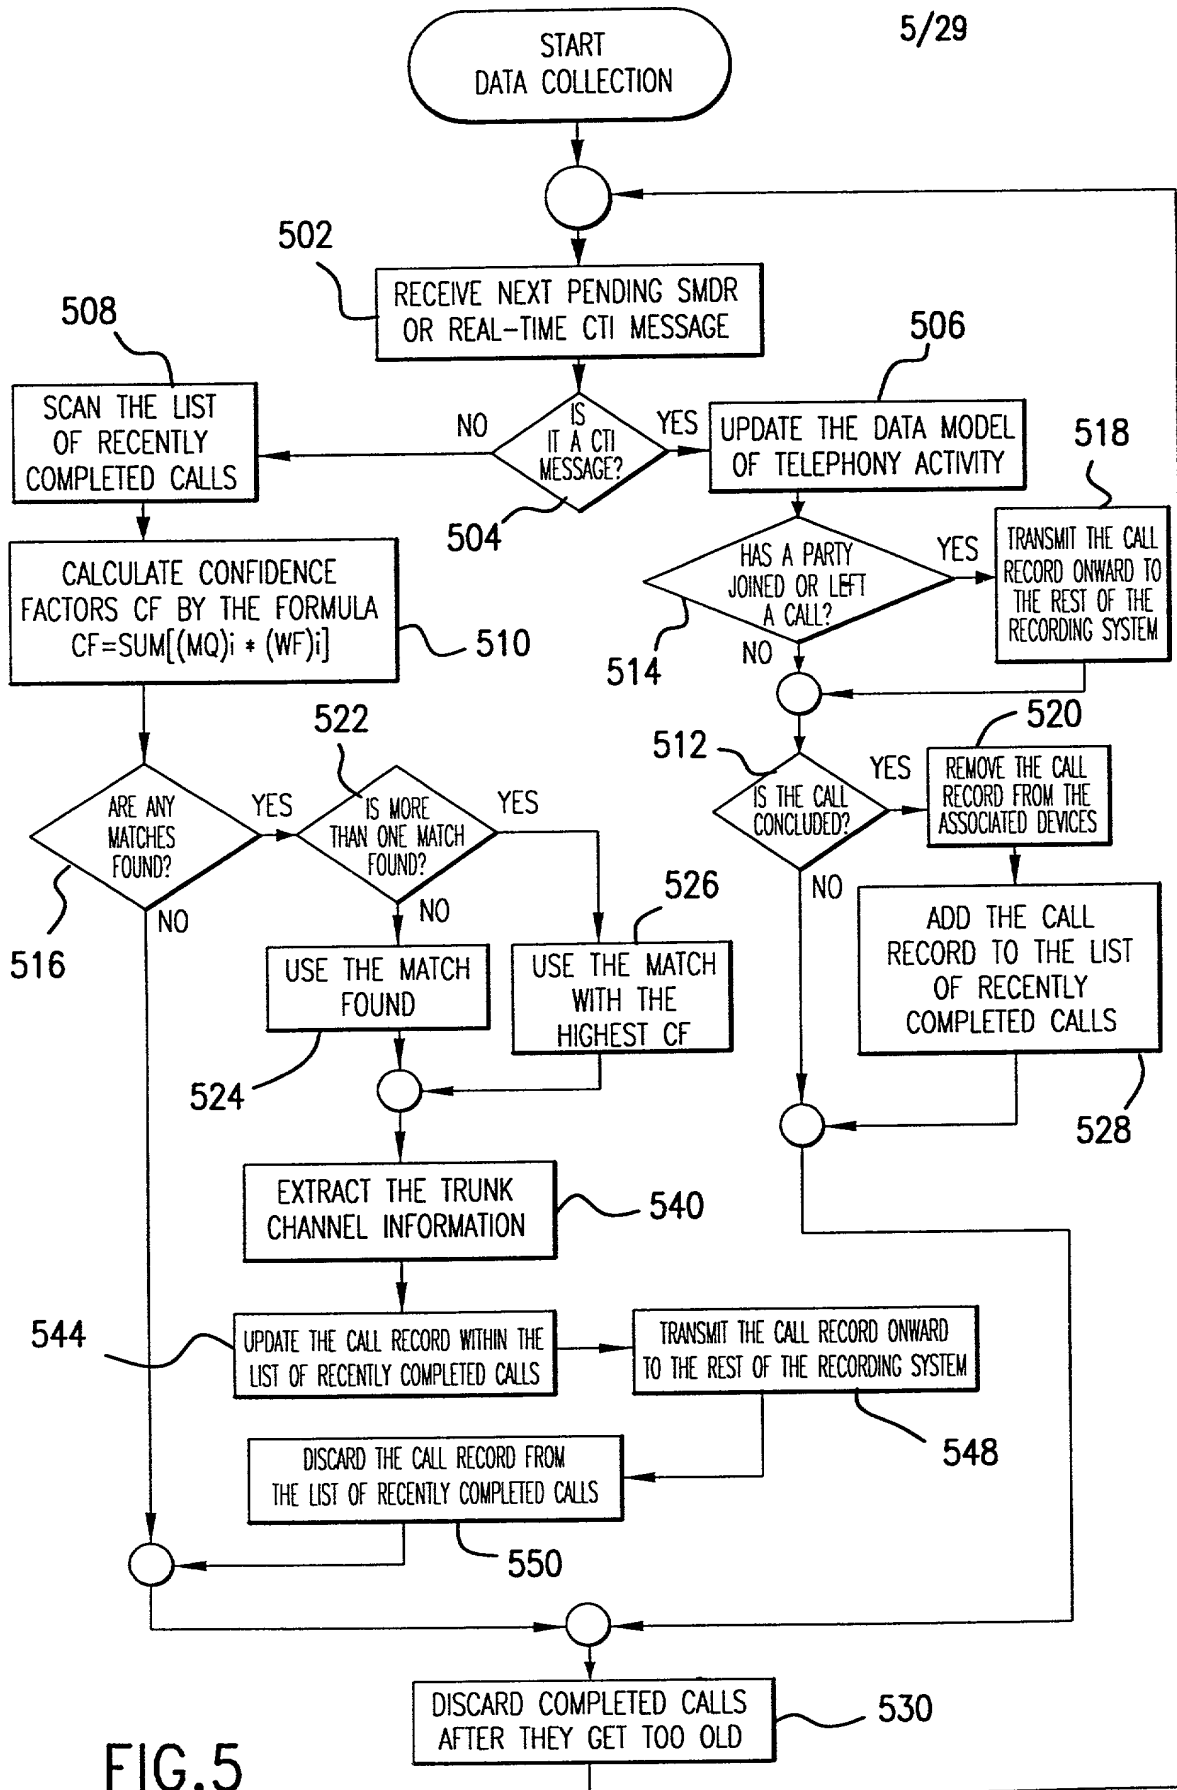 5/29
START
DATA COLLECTION
502
RECEIVE NEXT PENDING SMDR
OR REAL-TIME CTI MESSAGE
508
SCAN THE LIST
OF RECENTLY
COMPLETED CALLS
NO
IS
IT A CTI
MESSAGE?
YES
504
506
UPDATE THE DATA MODEL
OF TELEPHONY ACTIVITY
518
HAS A PARTY
JOINED OR LEFT
A CALL?
YES
NO
514
TRANSMIT THE CALL
RECORD ONWARD TO
THE REST OF THE
RECORDING SYSTEM
CALCULATE CONFIDENCE
FACTORS CF BY THE FORMULA
CF=SUM[(MQ)i * (WF)i]
510
512
IS THE CALL
CONCLUDED?
YES
NO
520
REMOVE THE CALL
RECORD FROM THE
ASSOCIATED DEVICES
ARE ANY
MATCHES
FOUND?
YES
NO
516
522
IS MORE
THAN ONE MATCH
FOUND?
YES
NO
526
USE THE MATCH
FOUND
524
USE THE MATCH
WITH THE
HIGHEST CF
ADD THE CALL
RECORD TO THE LIST
OF RECENTLY
COMPLETED CALLS
528
EXTRACT THE TRUNK
CHANNEL INFORMATION
540
544
UPDATE THE CALL RECORD WITHIN THE
LIST OF RECENTLY COMPLETED CALLS
TRANSMIT THE CALL RECORD ONWARD
TO THE REST OF THE RECORDING SYSTEM
548
DISCARD THE CALL RECORD FROM
THE LIST OF RECENTLY COMPLETED CALLS
550
DISCARD COMPLETED CALLS
AFTER THEY GET TOO OLD
530
FIG.5